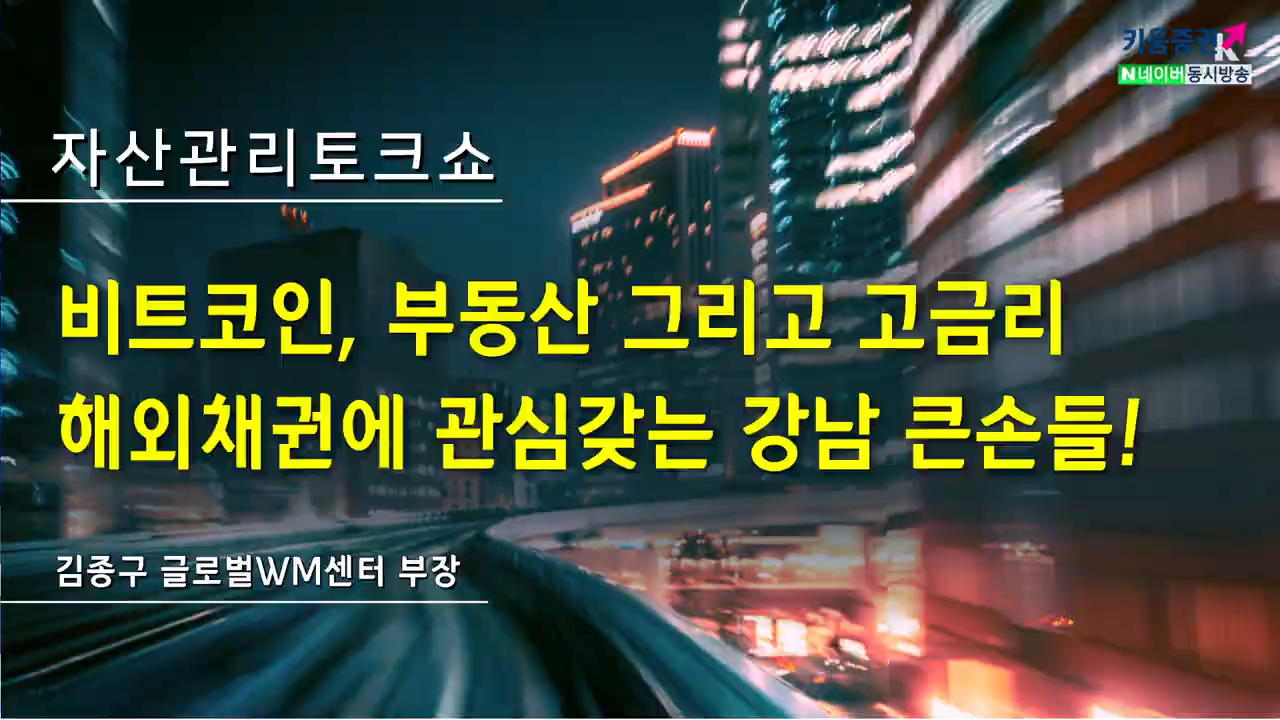 키움증권
N네이버 동시방송
자산관리토크쇼
비트코인, 부동산 그리고 고금리
해외채권에 관심갖는 강남 큰손들!
김종구 글로벌WM센터 부장